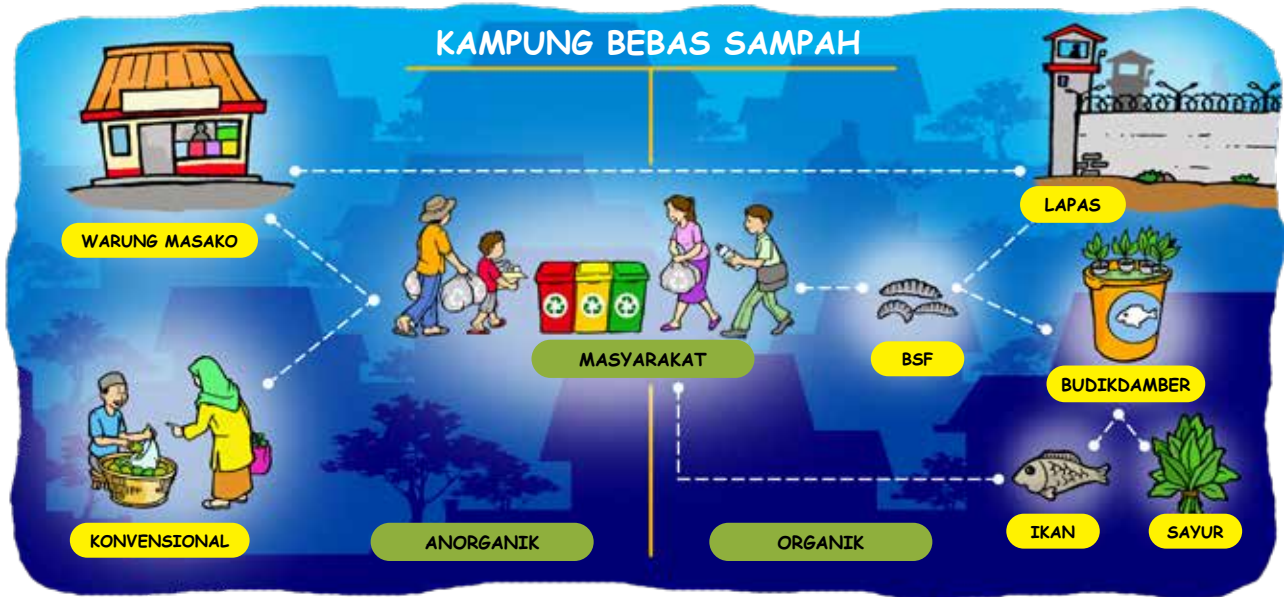 KAMPUNG BEBAS SAMPAH
WARUNG MASAKO
LAPAS
MASYARAKAT
BSF
BUDIKDAMBER
KONVENSIONAL
ANORGANIK
ORGANIK
IKAN
SAYUR